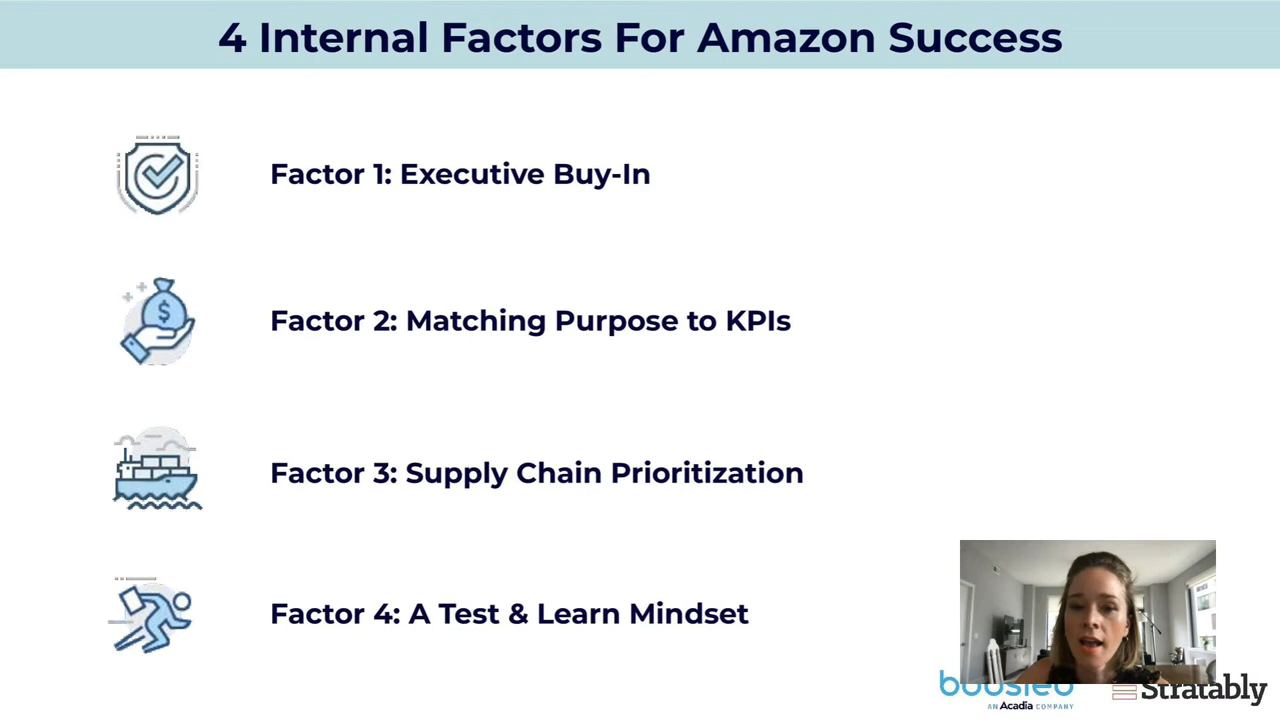 4 Internal Factors For Amazon Success
Factor 1: Executive Buy-In
Factor 2: Matching Purpose to KPIs
Factor 3: Supply Chain Prioritization
Factor 4: A Test & Learn Mindset
AN Acadia COMPANY
Stratably